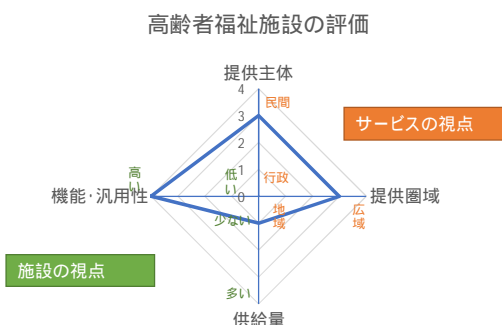 高齢者福祉施設の評価
提供主体
4
民間
3
サービスの視点
2
高い
低い
1
行政
機能・汎用性
0
提供圏域
地域
広域
少ない
施設の視点
多い
供給量